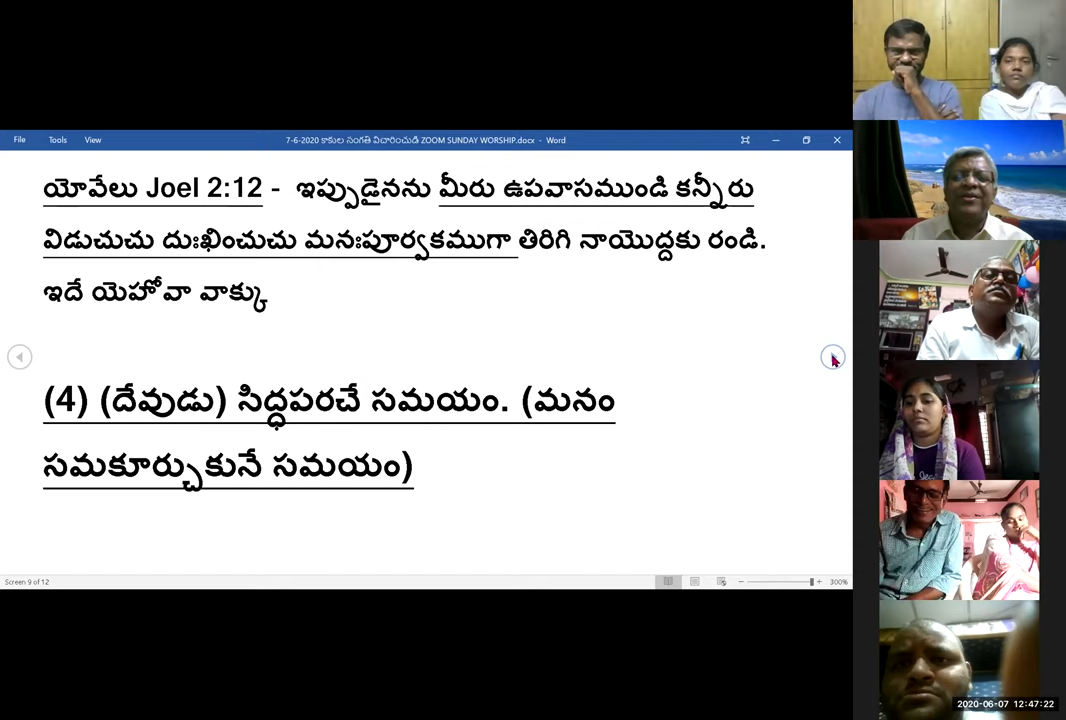 File Tools View 7-6-2020 కాకుల సంగతి విచారించుడి ZOOM SUNDAY WORSHIP.docx - Word
యోవేలు Joel 2:12 - ఇప్పుడైనను మీరు ఉపవాసముండి కన్నీరు
విడుచుచు దుఃఖించుచు మనఃపూర్వకముగా తిరిగి నాయొద్దకు రండి.
ఇదే యెహోవా వాక్కు
(4) (దేవుడు) సిద్ధపరచే సమయం. (మనం
సమకూర్చుకునే సమయం)
Screen 9 of 12
300%
2020-06-07 12:47:22